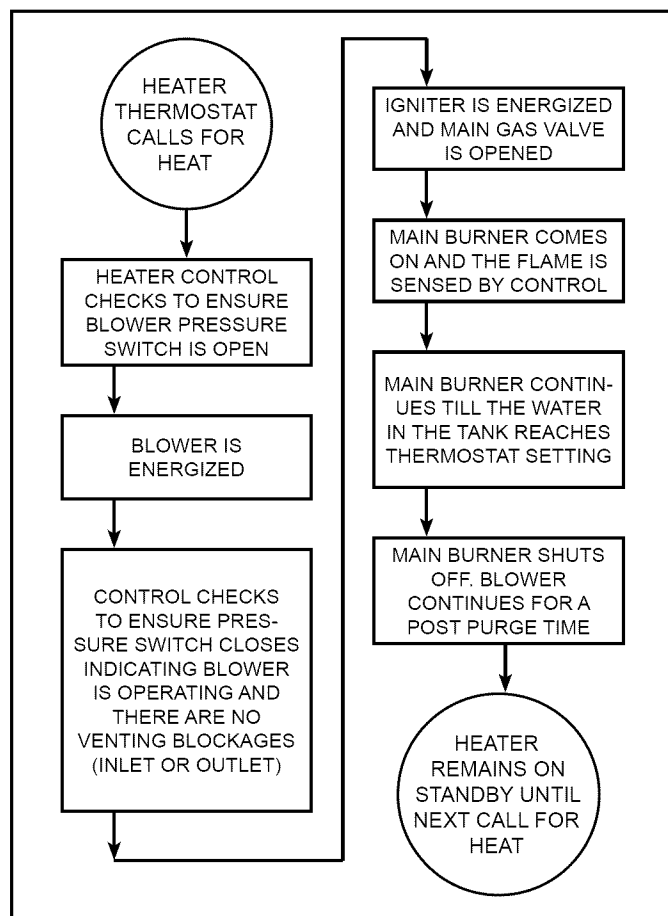 HEATER
THERMOSTAT
CALLS FOR
HEAT
HEATER CONTROL
CHECKS TO ENSURE
BLOWER PRESSURE
SWITCH IS OPEN
BLOWER IS
ENERGIZED
CONTROL CHECKS
TO ENSURE PRES-
SURE SWITCH CLOSES
INDICATING BLOWER
IS OPERATING AND
THERE ARE NO
VENTING BLOCKAGES
(INLET OR OUTLET)
IGNITER IS ENERGIZED
AND MAIN GAS VALVE
IS OPENED
MAIN BURNER COMES
ON AND THE FLAME IS
SENSED BY CONTROL
MAIN BURNER CONTIN-
UES TILL THE WATER
IN THE TANK REACHES
THERMOSTAT SETTING
MAIN BURNER SHUTS
OFF. BLOWER
CONTINUES FOR A
POST PURGE TIME
HEATER
REMAINS ON
STANDBY UNTIL
NEXT CALL FOR
HEAT